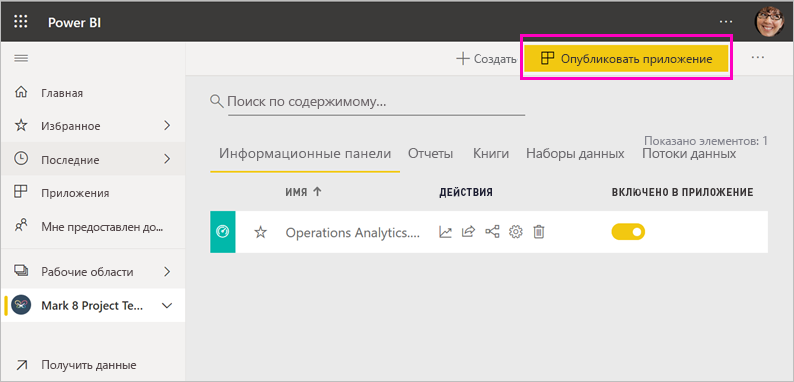 Power BI
Создать
Опубликовать приложение
Главная
Избранное
Последние
Приложения
Мне предоставлен до...
Рабочие области
Mark 8 Project Te...
Получить данные
Поиск по содержимому...
Показано элементов: 1
Информационные панели Отчеты Книги Наборы данных Потоки данных
ИМЯ ДЕЙСТВИЯ ВКЛЮЧЕНО В ПРИЛОЖЕНИЕ
Operations Analytics....